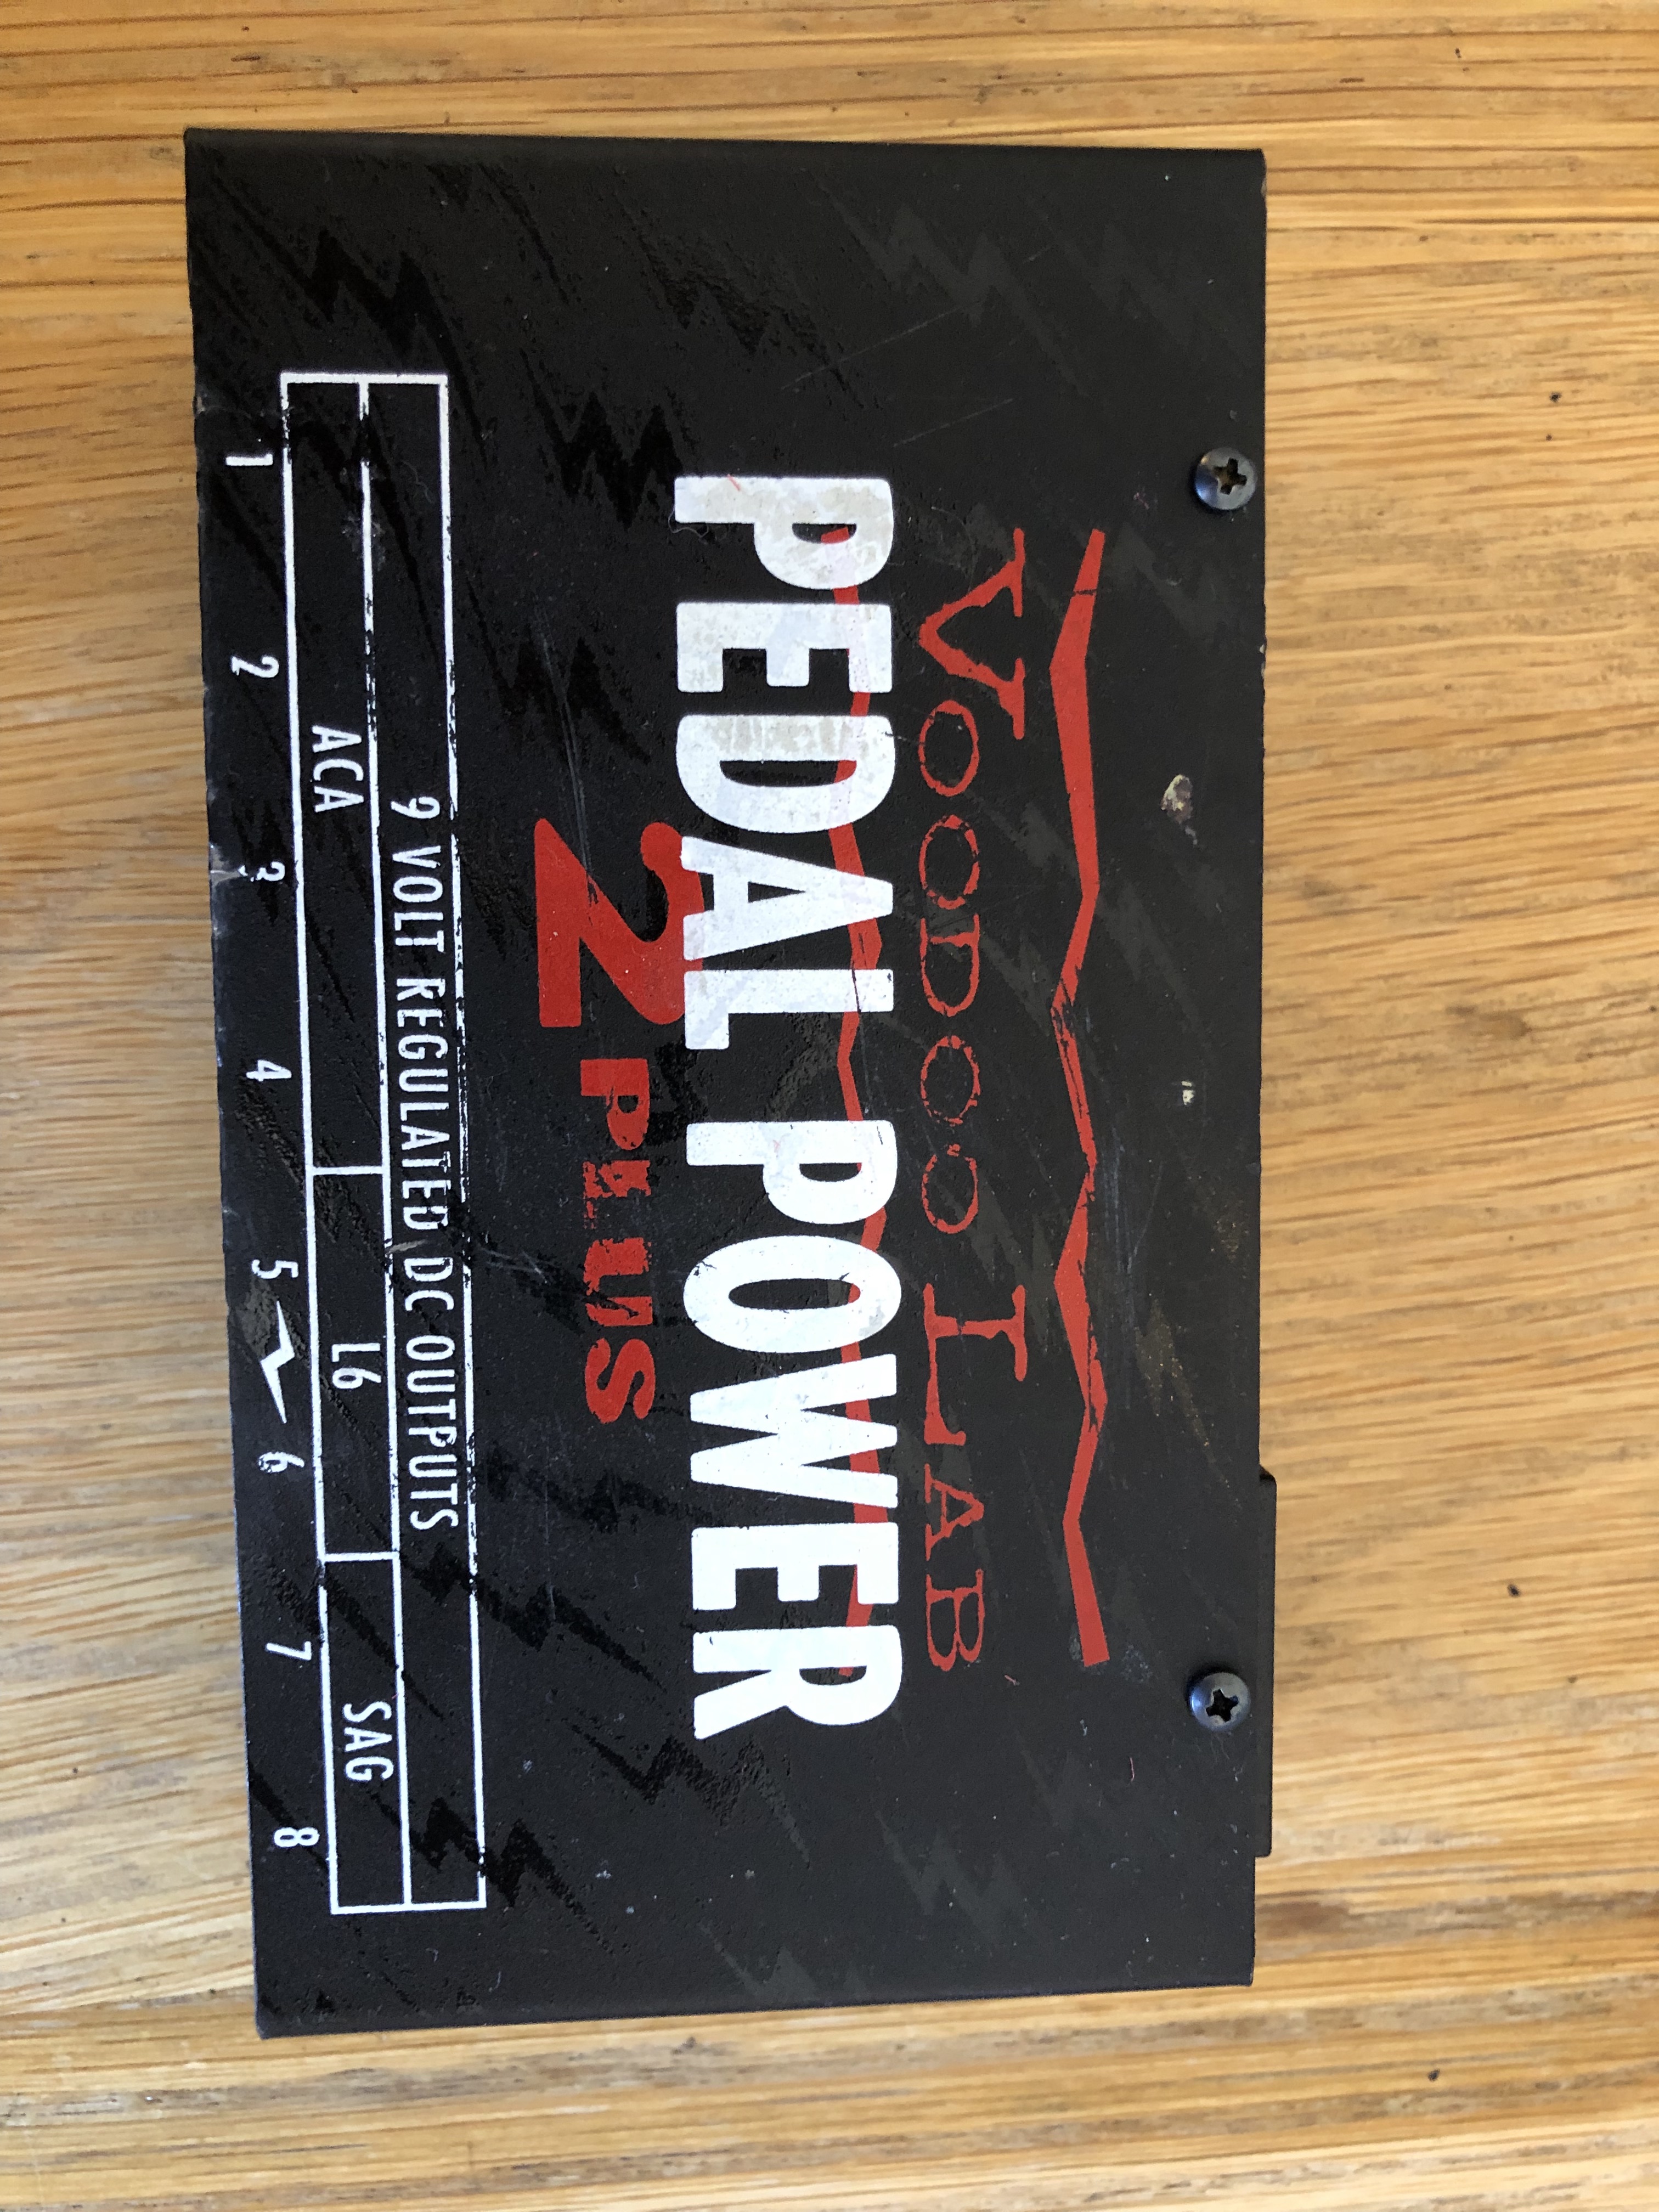 VOODOO LAB
PEDAL POWER
2 PLUS
9 VOLT REGULATED DC OUTPUTS
ACA L6 SAG
1 2 3 4 5 6 7 8